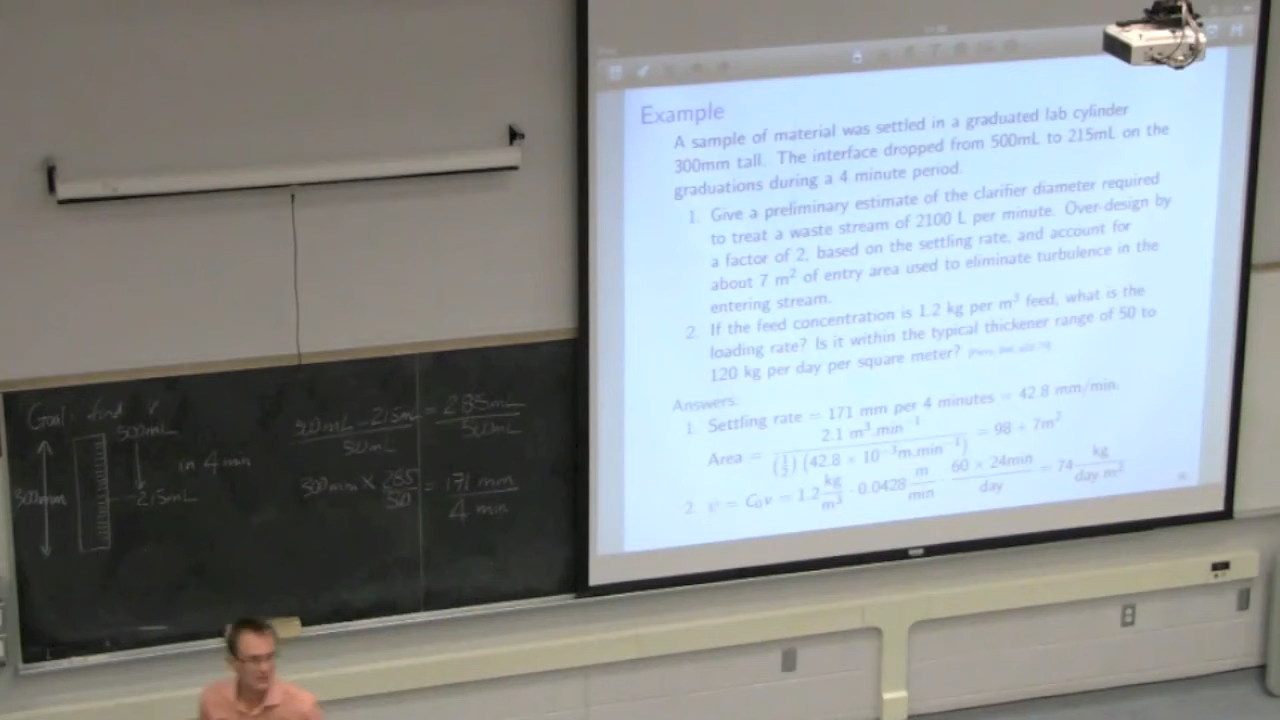 Goal: find v
500mL
in 4 min
300mm
215mL
500mL - 215mL = 285mL
500mL 500mL
300mm × 285 = 171 mm
50 4 min
Example
A sample of material was settled in a graduated lab cylinder
300mm tall. The interface dropped from 500mL to 215mL on the
graduations during a 4 minute period.
1. Give a preliminary estimate of the clarifier diameter required
to treat a waste stream of 2100 L per minute. Over-design by
a factor of 2, based on the settling rate, and account for
about 7 m² of entry area used to eliminate turbulence in the
entering stream.
2. If the feed concentration is 1.2 kg per m³ feed, what is the
loading rate? Is it within the typical thickener range of 50 to
120 kg per day per square meter?
Answers:
1. Settling rate = 171 mm per 4 minutes = 42.8 mm/min.
2.1 m³.min⁻¹
Area = = 98 + 7m²
(1/2) (42.8 × 10⁻³m.min⁻¹)
2. ψ = C₀v = 1.2 kg/m³ · 0.0428 m/min · 60 × 24min/day = 74 kg/day m²